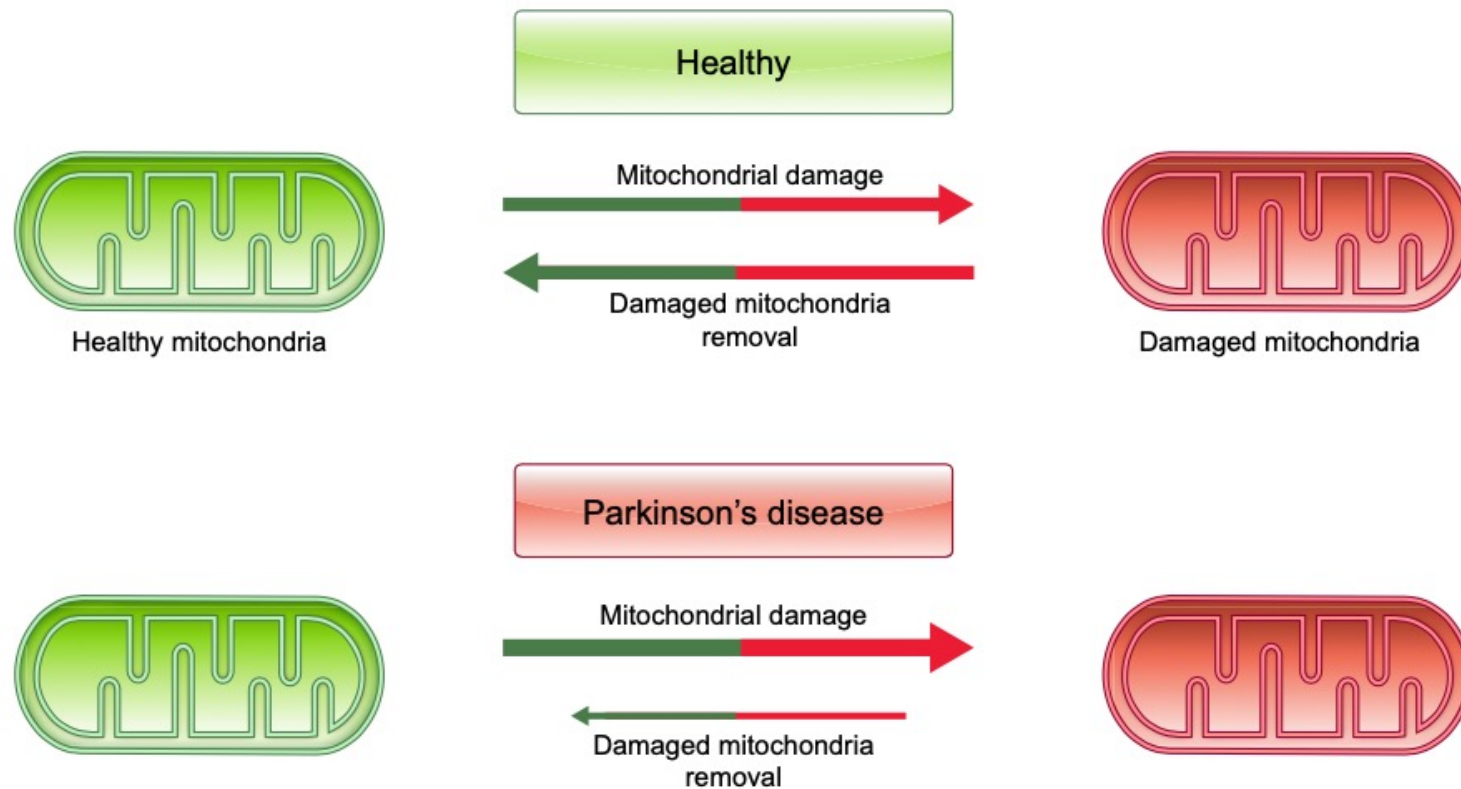 Healthy
Mitochondrial damage
Damaged mitochondria
removal
Healthy mitochondria
Damaged mitochondria
Parkinson’s disease
Mitochondrial damage
Damaged mitochondria
removal